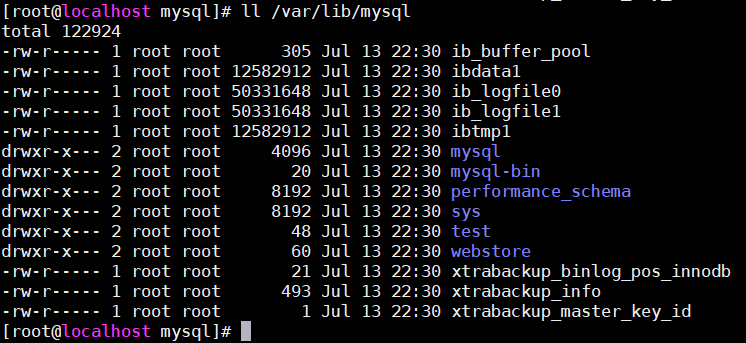 [root@localhost mysql]# ll /var/lib/mysql
total 122924
-rw-r----- 1 root root      305 Jul 13 22:30 ib_buffer_pool
-rw-r----- 1 root root 12582912 Jul 13 22:30 ibdata1
-rw-r----- 1 root root 50331648 Jul 13 22:30 ib_logfile0
-rw-r----- 1 root root 50331648 Jul 13 22:30 ib_logfile1
-rw-r----- 1 root root 12582912 Jul 13 22:30 ibtmp1
drwxr-x--- 2 root root     4096 Jul 13 22:30 mysql
drwxr-x--- 2 root root       20 Jul 13 22:30 mysql-bin
drwxr-x--- 2 root root     8192 Jul 13 22:30 performance_schema
drwxr-x--- 2 root root     8192 Jul 13 22:30 sys
drwxr-x--- 2 root root       48 Jul 13 22:30 test
drwxr-x--- 2 root root       60 Jul 13 22:30 webstore
-rw-r----- 1 root root       21 Jul 13 22:30 xtrabackup_binlog_pos_innodb
-rw-r----- 1 root root      493 Jul 13 22:30 xtrabackup_info
-rw-r----- 1 root root        1 Jul 13 22:30 xtrabackup_master_key_id
[root@localhost mysql]#